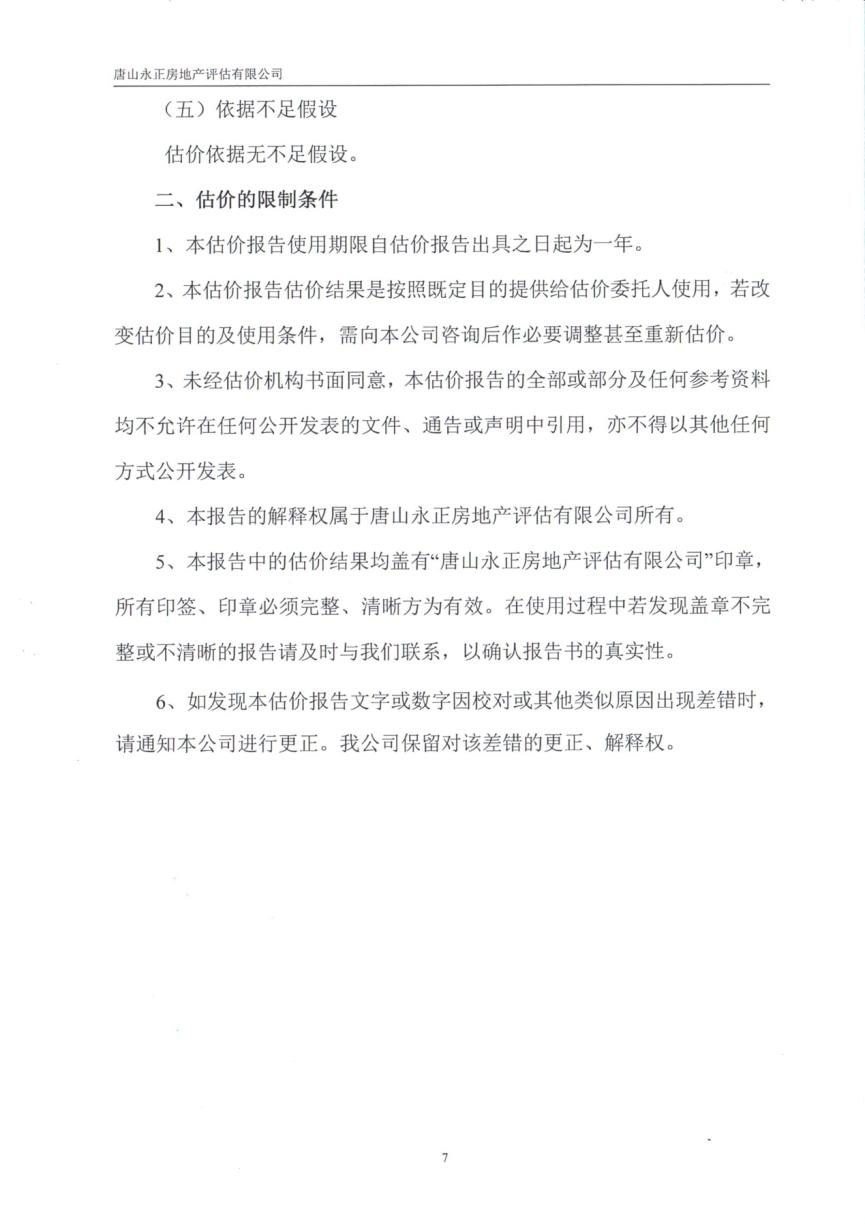 唐山永正房地产评估有限公司
（五）依据不足假设
估价依据无不足假设。
二、估价的限制条件
1、本估价报告使用期限自估价报告出具之日起为一年。
2、本估价报告估价结果是按照既定目的提供给估价委托人使用，若改
变估价目的及使用条件，需向本公司咨询后作必要调整甚至重新估价。
3、未经估价机构书面同意，本估价报告的全部或部分及任何参考资料
均不允许在任何公开发表的文件、通告或声明中引用，亦不得以其他任何
方式公开发表。
4、本报告的解释权属于唐山永正房地产评估有限公司所有。
5、本报告中的估价结果均盖有“唐山永正房地产评估有限公司”印章，
所有印签、印章必须完整、清晰方为有效。在使用过程中若发现盖章不完
整或不清晰的报告请及时与我们联系，以确认报告书的真实性。
6、如发现本估价报告文字或数字因校对或其他类似原因出现差错时，
请通知本公司进行更正。我公司保留对该差错的更正、解释权。
7